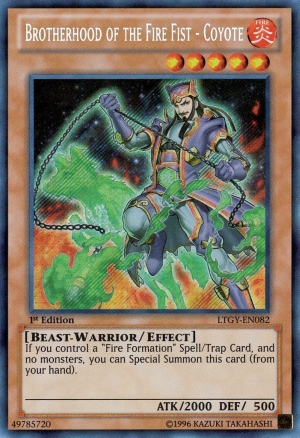 BROTHERHOOD OF THE FIRE FIST - COYOTE
FIRE
炎
1st Edition
LTGY-EN082
[BEAST-WARRIOR/EFFECT]
If you control a "Fire Formation" Spell/Trap Card, and
no monsters, you can Special Summon this card (from
your hand).
ATK/2000 DEF/ 500
49785720
©1996 KAZUKI TAKAHASHI